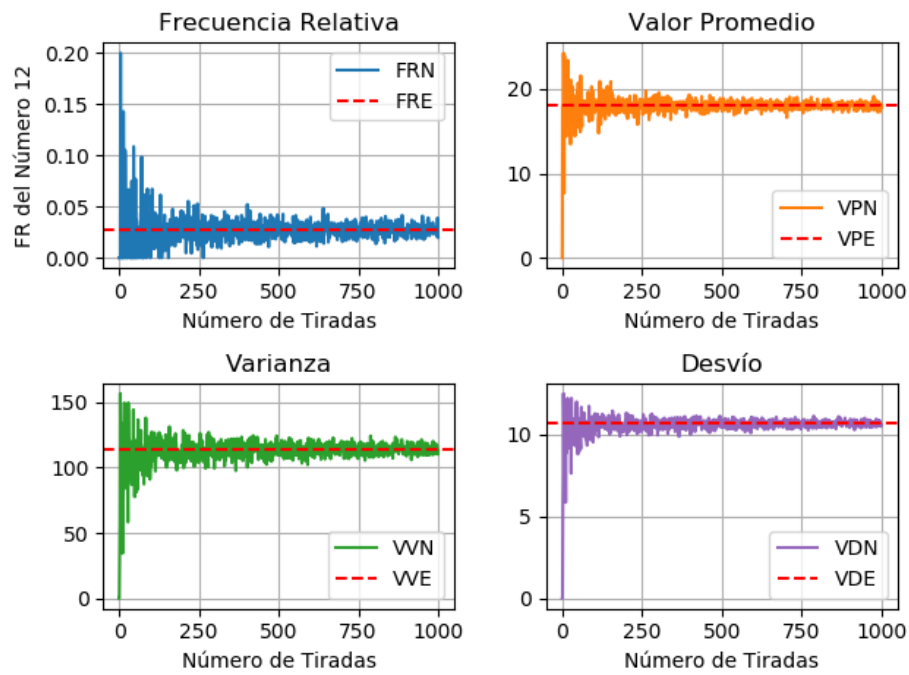 Frecuencia Relativa
FR del Número 12
0.20
0.15
0.10
0.05
0.00
FRN
FRE
0 250 500 750 1000
Número de Tiradas
Valor Promedio
20
10
0
VPN
VPE
0 250 500 750 1000
Número de Tiradas
Varianza
150
100
50
0
VVN
VVE
0 250 500 750 1000
Número de Tiradas
Desvío
10
5
0
VDN
VDE
0 250 500 750 1000
Número de Tiradas